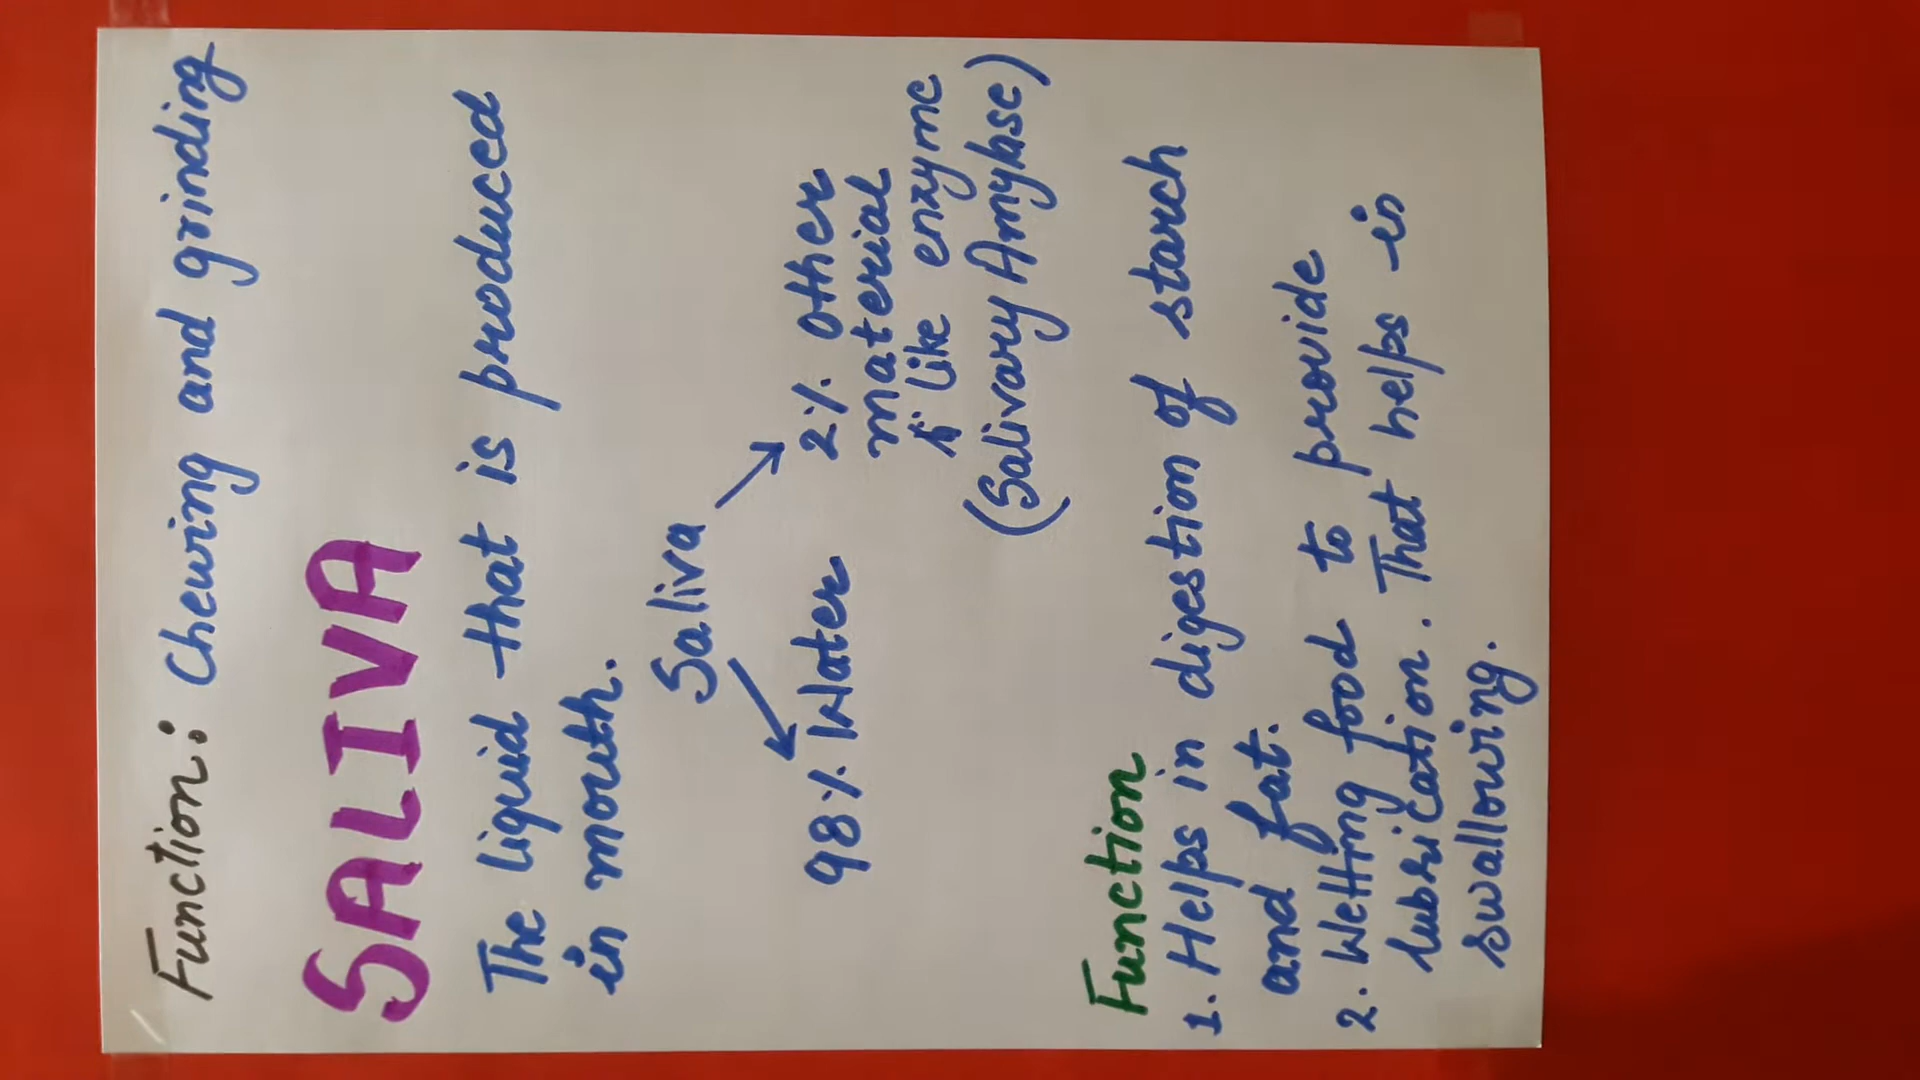 Function: Chewing and grinding
SALIVA
The liquid that is produced
in mouth.
Saliva
98% Water
2% other
material
like enzyme
(Salivary Amylase)
Function
1. Helps in digestion of starch
and fat.
2. Wetting food to provide
lubrication. That helps in
swallowing.